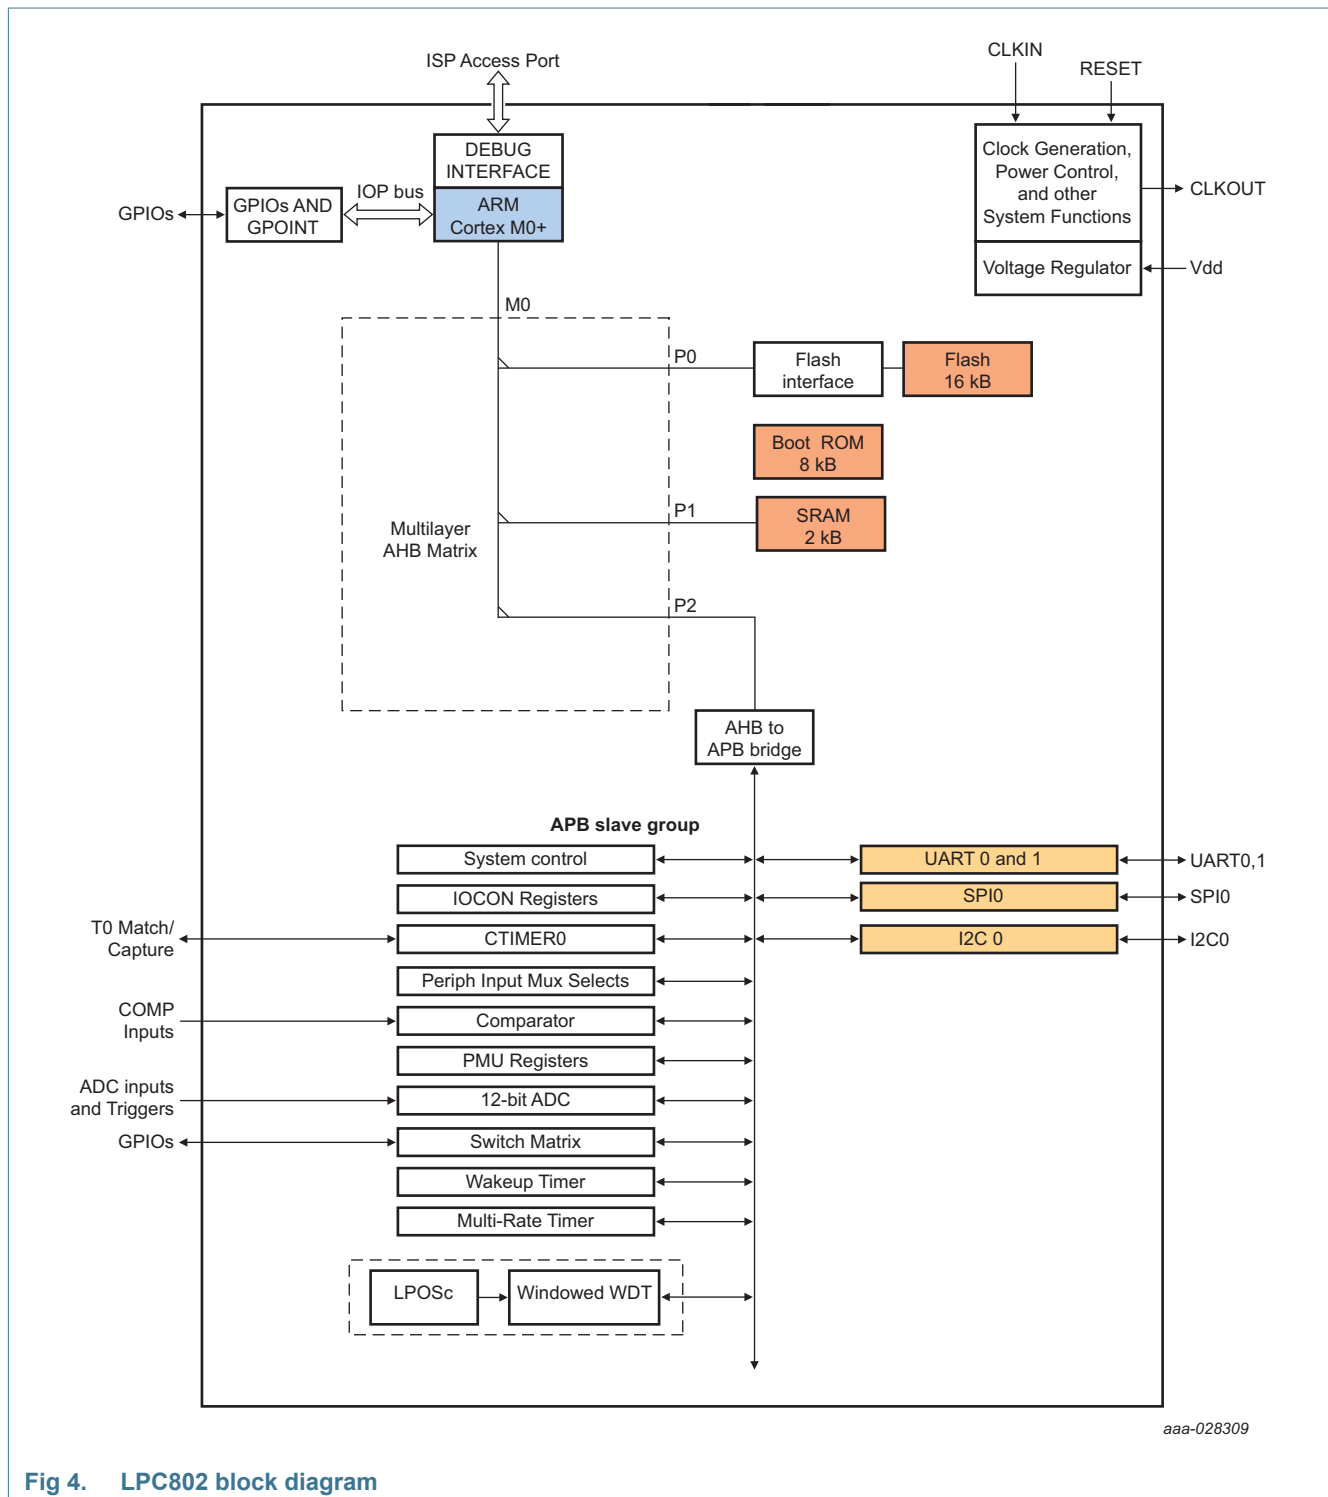 ISP Access Port
CLKIN
RESET
DEBUG
INTERFACE
ARM
Cortex M0+
IOP bus
GPIOs
GPIOs AND
GPOINT
Clock Generation,
Power Control,
and other
System Functions
CLKOUT
Voltage Regulator
Vdd
M0
P0
Flash
interface
Flash
16 kB
Boot ROM
8 kB
P1
SRAM
2 kB
Multilayer
AHB Matrix
P2
AHB to
APB bridge
APB slave group
System control
UART 0 and 1
UART0,1
IOCON Registers
SPI0
SPI0
T0 Match/
Capture
CTIMER0
I2C 0
I2C0
Periph Input Mux Selects
COMP
Inputs
Comparator
PMU Registers
ADC inputs
and Triggers
12-bit ADC
GPIOs
Switch Matrix
Wakeup Timer
Multi-Rate Timer
LPOSc
Windowed WDT
aaa-028309
Fig 4. LPC802 block diagram